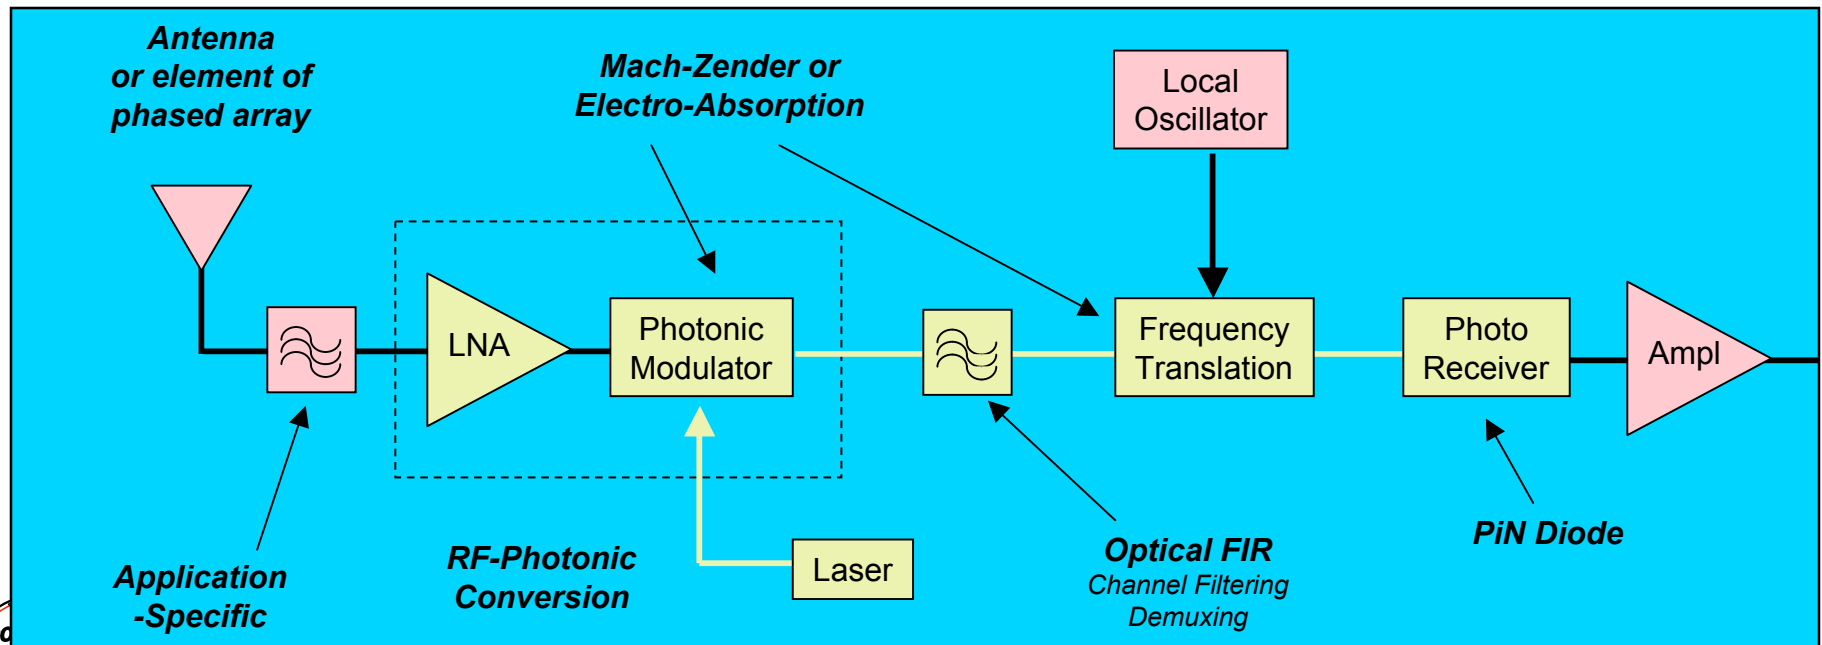 Antenna
or element of
phased array
Mach-Zender or
Electro-Absorption
Local
Oscillator
LNA
Photonic
Modulator
Frequency
Translation
Photo
Receiver
Ampl
Application
-Specific
RF-Photonic
Conversion
Laser
Optical FIR
Channel Filtering
Demuxing
PiN Diode